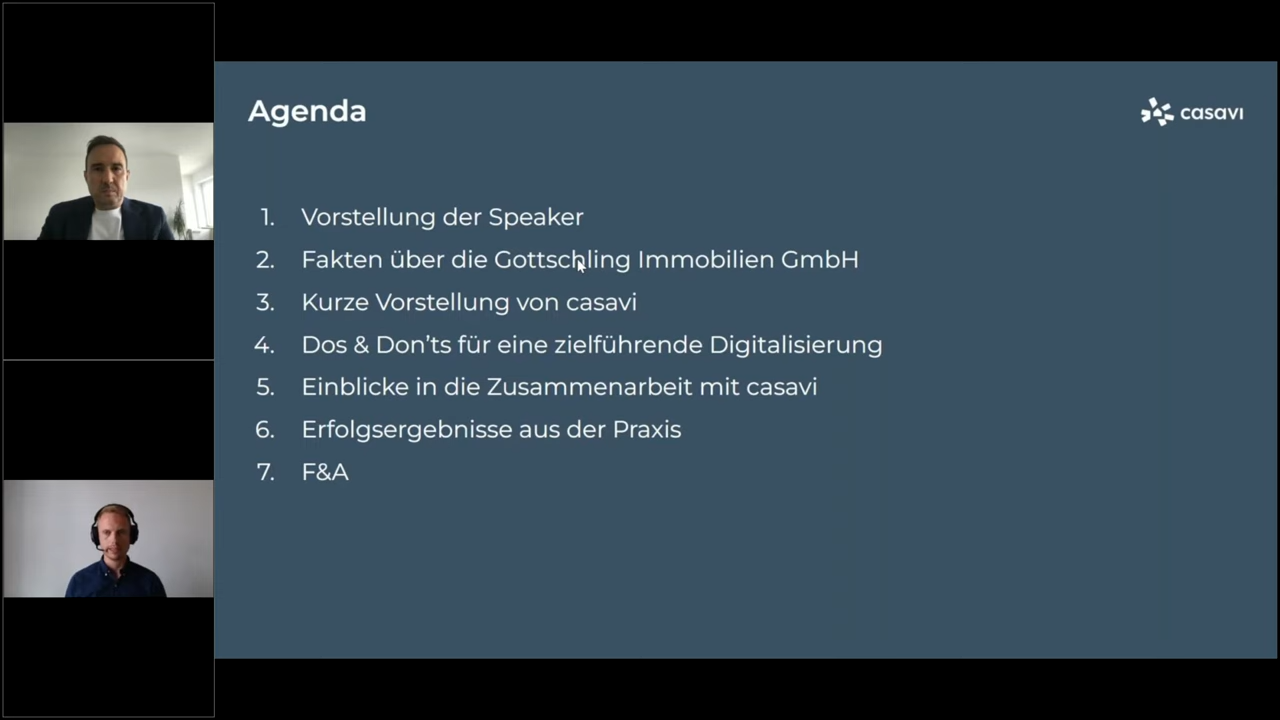 Agenda
casavi
1. Vorstellung der Speaker
2. Fakten über die Gottschling Immobilien GmbH
3. Kurze Vorstellung von casavi
4. Dos & Don’ts für eine zielführende Digitalisierung
5. Einblicke in die Zusammenarbeit mit casavi
6. Erfolgsergebnisse aus der Praxis
7. F&A